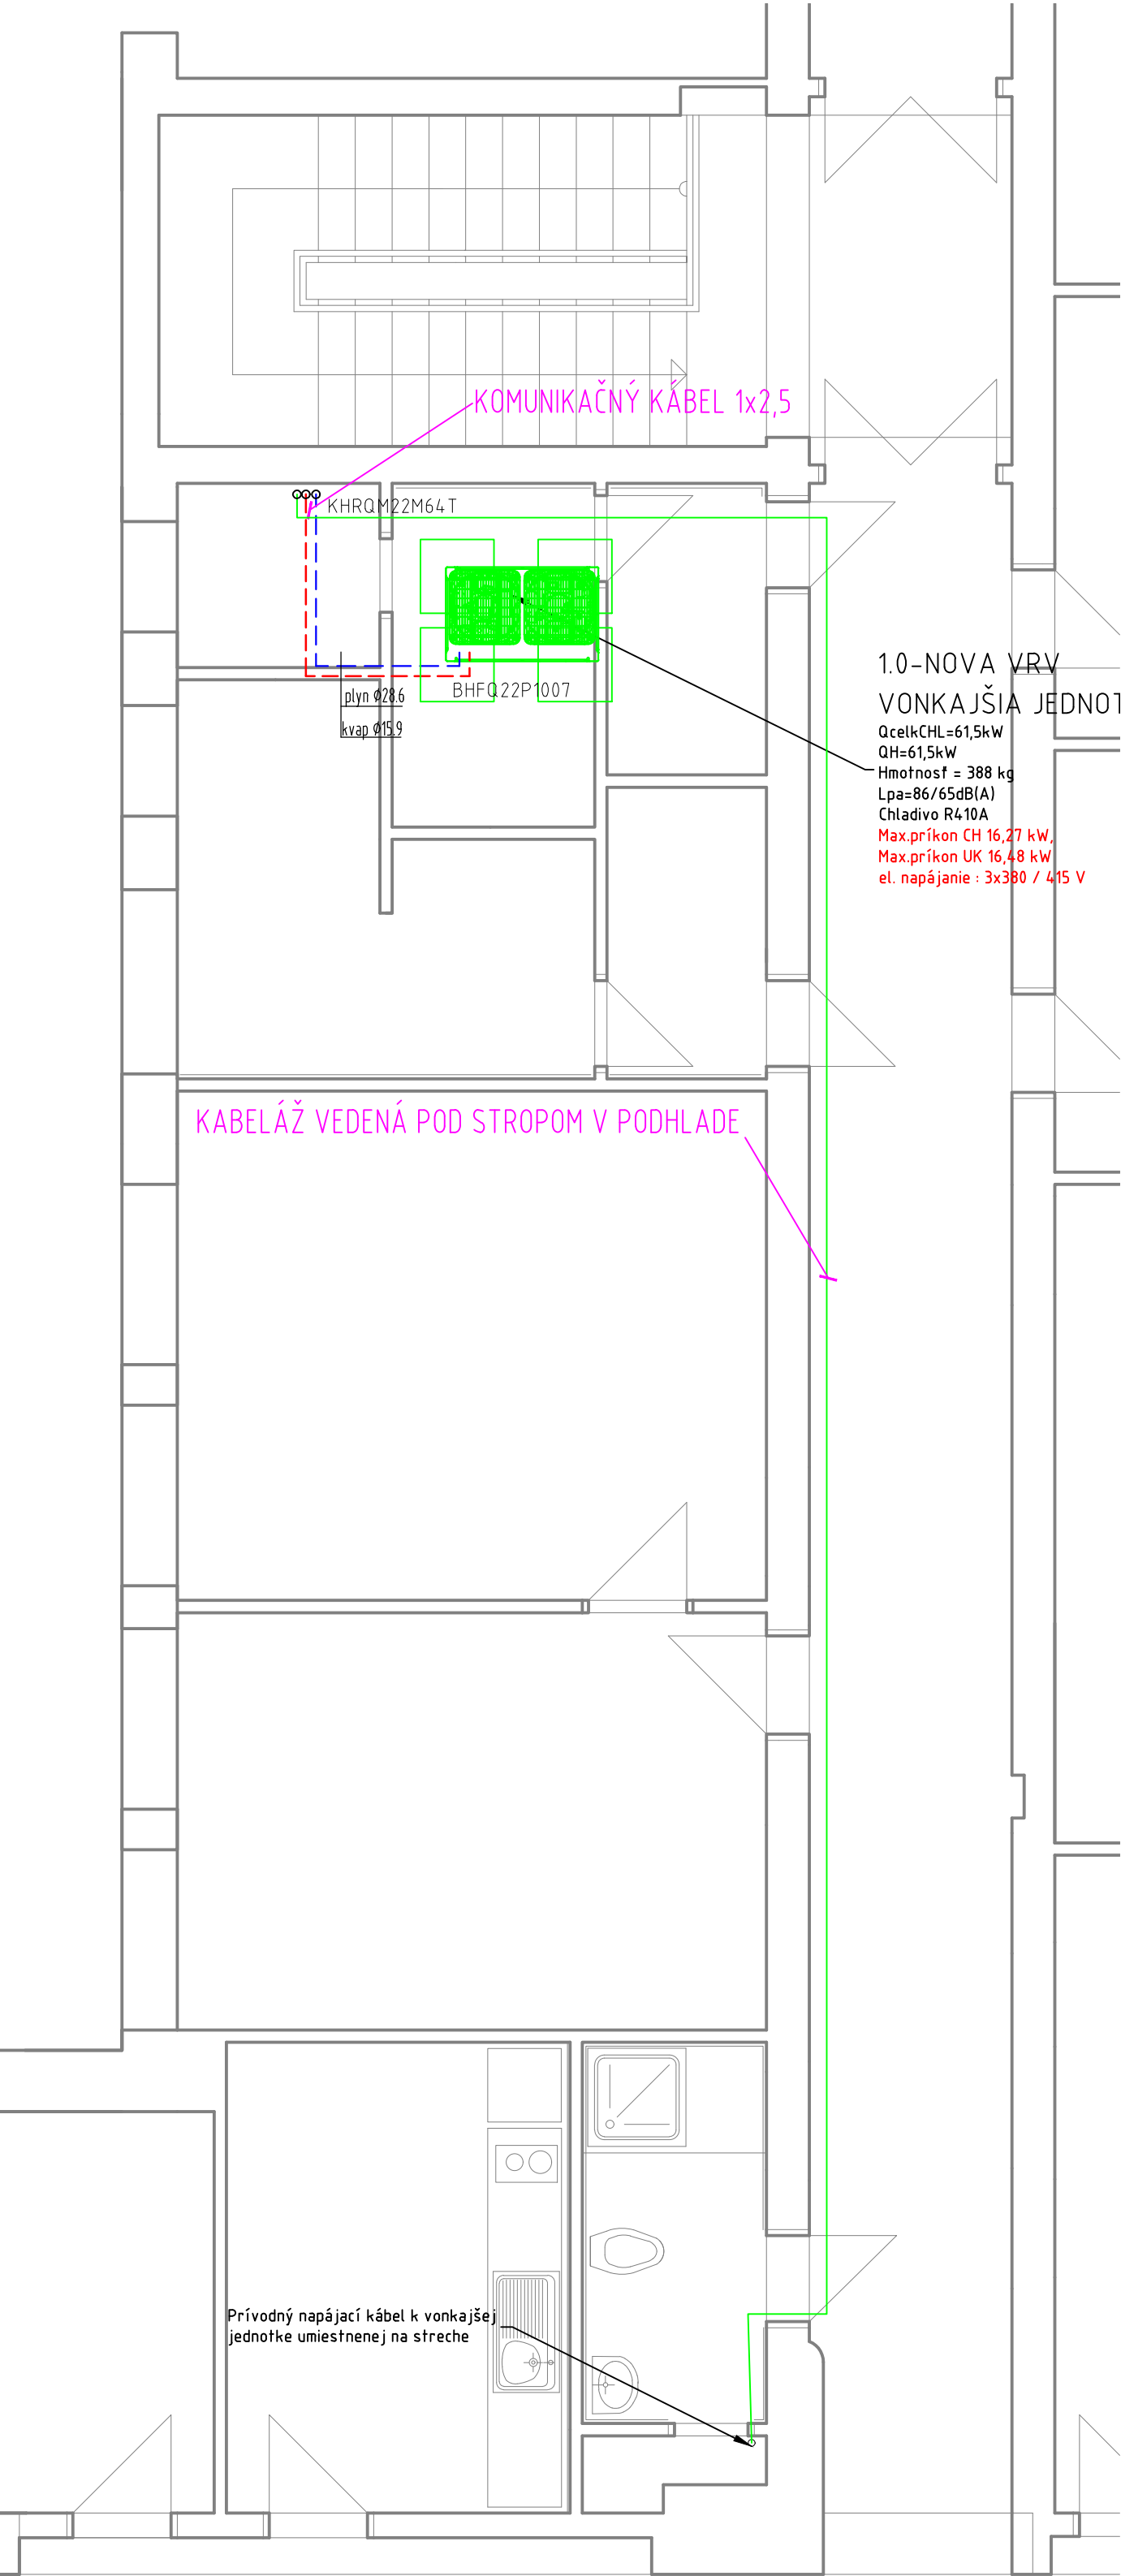 KOMUNIKAČNÝ KÁBEL 1x2,5
KHRQM22M64T
1.0-NOVA VRV
VONKAJŠIA JEDNOT
QcelkCHL=61,5kW
QH=61,5kW
Hmotnosť = 388 kg
Lpa=86/65dB(A)
Chladivo R410A
Max.príkon CH 16,27 kW,
Max.príkon UK 16,48 kW
el. napájanie : 3x380 / 415 V
BHFQ22P1007
plyn Ø28.6
kvap Ø15.9
KABELÁŽ VEDENÁ POD STROPOM V PODHLADE
Prívodný napájací kábel k vonkajšej
jednotke umiestnenej na streche